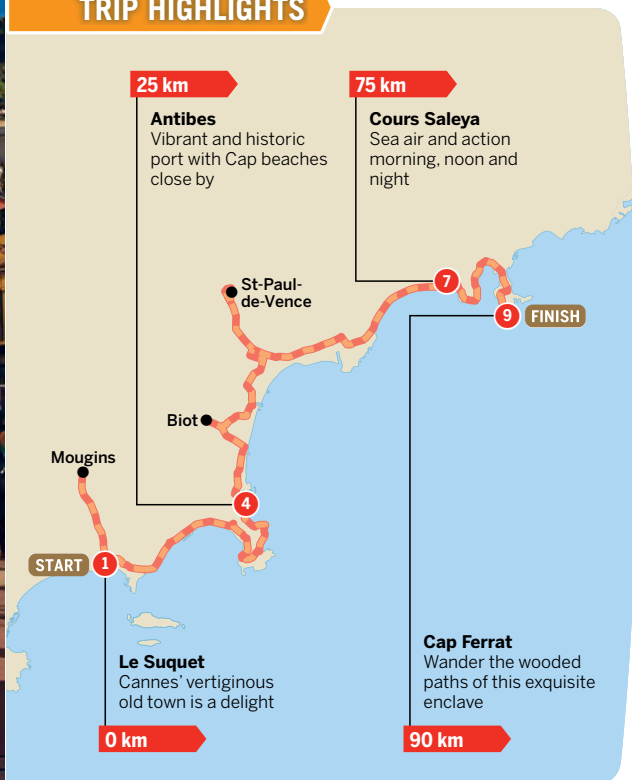 TRIP HIGHLIGHTS
25 km
Antibes
Vibrant and historic
port with Cap beaches
close by
75 km
Cours Saleya
Sea air and action
morning, noon and
night
St-Paul-
de-Vence
7
9 FINISH
Biot
Mougins
4
START 1
Le Suquet
Cannes' vertiginous
old town is a delight
0 km
Cap Ferrat
Wander the wooded
paths of this exquisite
enclave
90 km